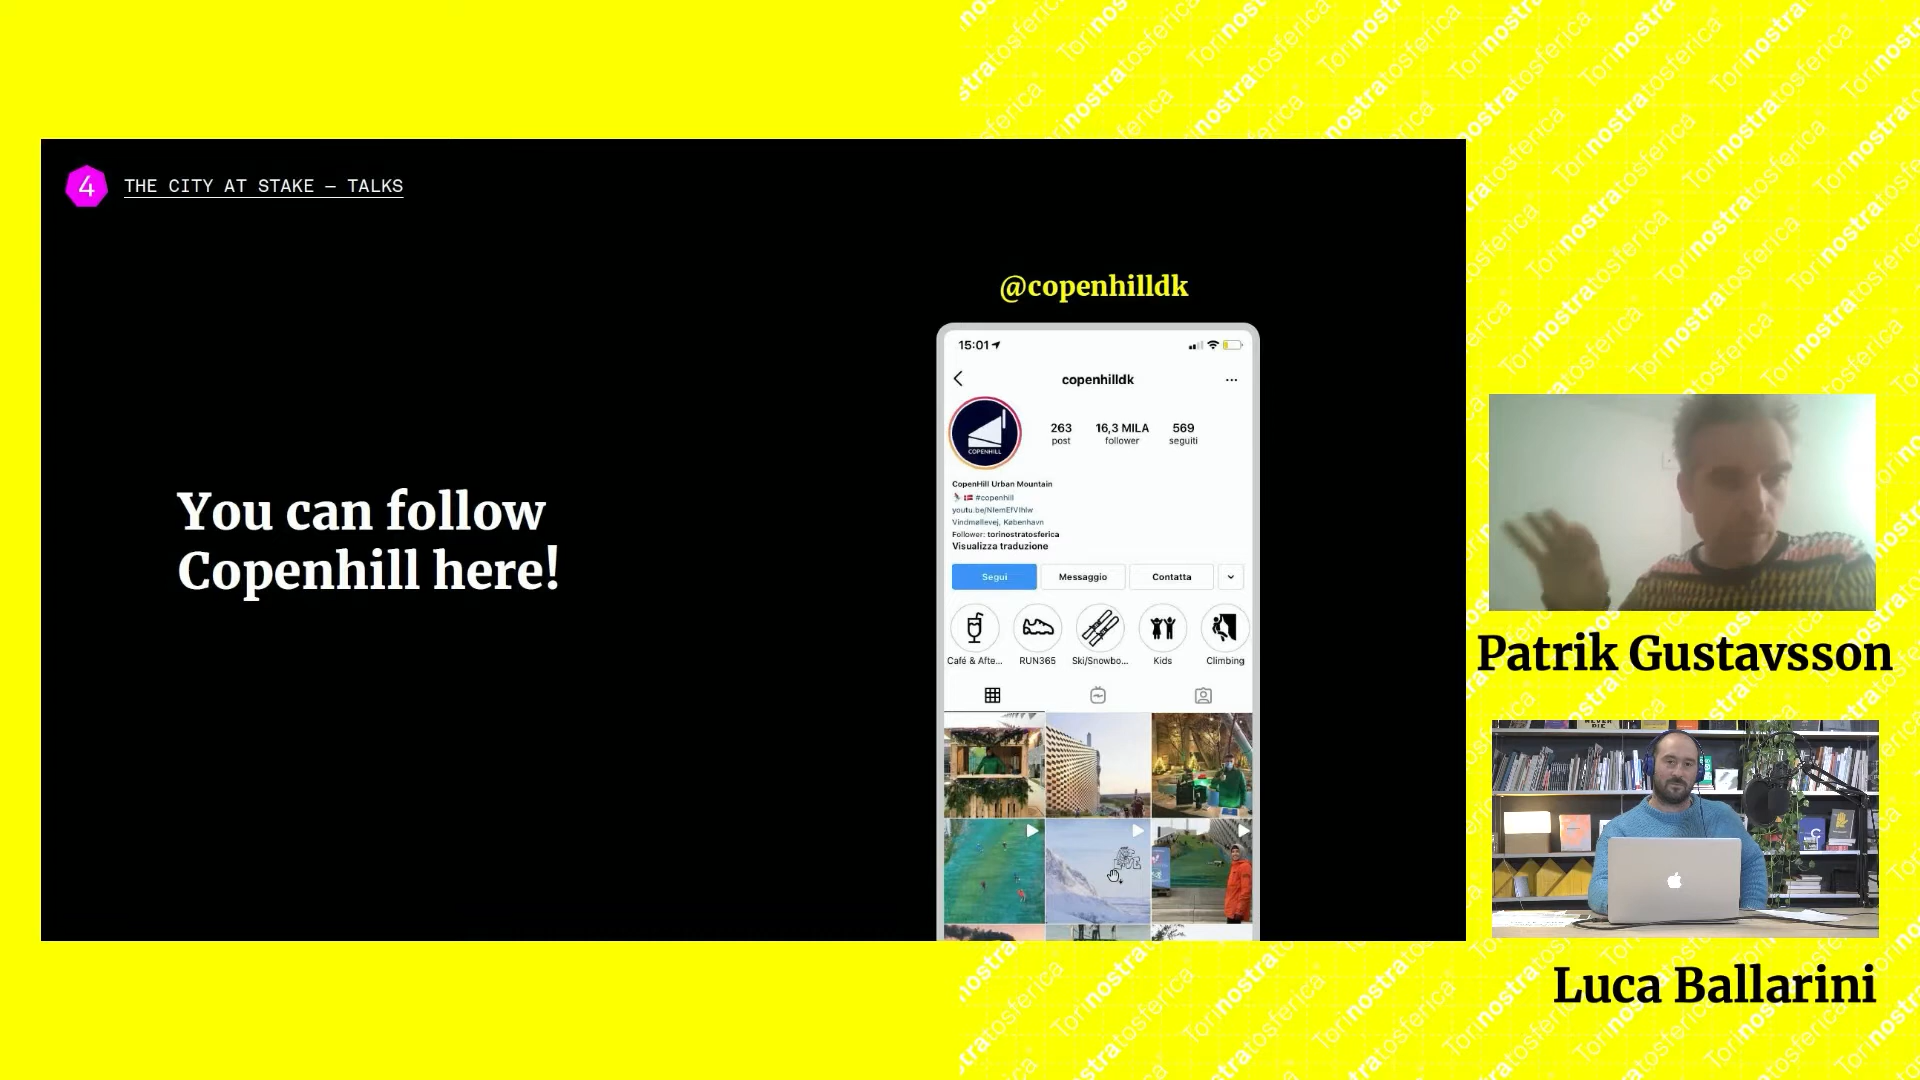 4
THE CITY AT STAKE – TALKS
@copenhilldk
15:01
copenhilldk
COPENHILL
263
post
16,3 MILA
follower
569
seguiti
CopenHill Urban Mountain
#copenhill
Vindmøllevej, København
Follower: torinostratosferica
Visualizza traduzione
Segui
Messaggio
Contatta
Café & Afte...
RUN365
Ski/Snowbo...
Kids
Climbing
You can follow
Copenhill here!
Patrik Gustavsson
Luca Ballarini
Torinostratosferica